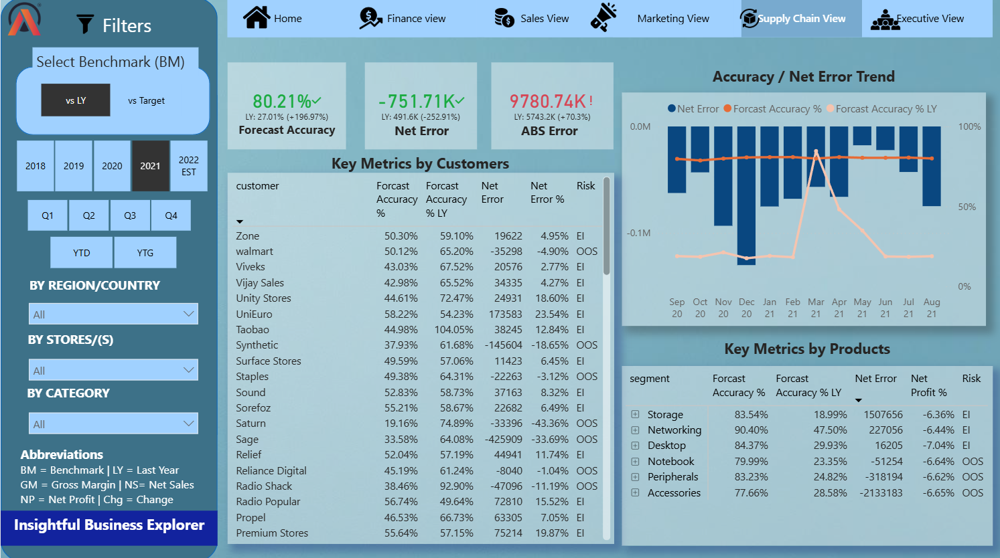 Filters
Select Benchmark (BM)
vs LY
vs Target
2018
2019
2020
2021
2022
EST
Q1
Q2
Q3
Q4
YTD
YTG
BY REGION/COUNTRY
All
BY STORES/(S)
All
BY CATEGORY
All
Abbreviations
BM = Benchmark | LY = Last Year
GM = Gross Margin | NS= Net Sales
NP = Net Profit | Chg = Change
Insightful Business Explorer
Home
Finance view
Sales View
Marketing View
Supply Chain View
Executive View
80.21%
LY: 27.01% (+196.97%)
Forecast Accuracy
-751.71K
LY: 491.6K (-252.91%)
Net Error
9780.74K !
LY: 5743.2K (+70.3%)
ABS Error
Key Metrics by Customers
customer Forcast Accuracy % Forcast Accuracy % LY Net Error Net Error % Risk
Zone 50.30% 59.10% 19622 4.95% EI
walmart 50.12% 65.20% -35298 -4.90% OOS
Viveks 43.03% 67.52% 20576 2.77% EI
Vijay Sales 42.98% 65.52% 34335 4.27% EI
Unity Stores 44.61% 72.47% 24931 18.60% EI
UniEuro 58.22% 54.23% 173583 23.54% EI
Taobao 44.98% 104.05% 38245 12.84% EI
Synthetic 37.93% 61.68% -145604 -18.65% OOS
Surface Stores 49.59% 57.06% 11423 6.45% EI
Staples 49.38% 64.31% -22263 -3.12% OOS
Sound 52.83% 58.73% 37163 8.32% EI
Sorefoz 55.21% 58.67% 22682 6.49% EI
Saturn 19.16% 74.89% -33396 -43.36% OOS
Sage 33.58% 64.08% -425909 -33.69% OOS
Relief 52.04% 57.19% 44941 11.74% EI
Reliance Digital 45.19% 61.24% -8040 -1.04% OOS
Radio Shack 38.46% 92.90% -47096 -11.19% OOS
Radio Popular 56.74% 49.64% 72810 15.52% EI
Propel 46.53% 66.73% 63305 7.05% EI
Premium Stores 55.64% 57.15% 75214 19.87% EI
Accuracy / Net Error Trend
Net Error Forcast Accuracy % Forcast Accuracy % LY
0.0M
-0.1M
100%
50%
0%
Sep Oct Nov Dec Jan Feb Mar Apr May Jun Jul Aug
20 20 20 20 21 21 21 21 21 21 21 21
Key Metrics by Products
segment Forcast Accuracy % Forcast Accuracy % LY Net Error Net Profit % Risk
Storage 83.54% 18.99% 1507656 -6.36% EI
Networking 90.40% 47.50% 227056 -6.44% EI
Desktop 84.37% 29.93% 16205 -7.04% EI
Notebook 79.99% 23.35% -51254 -6.64% OOS
Peripherals 83.23% 24.82% -318194 -6.62% OOS
Accessories 77.66% 28.58% -2133183 -6.65% OOS